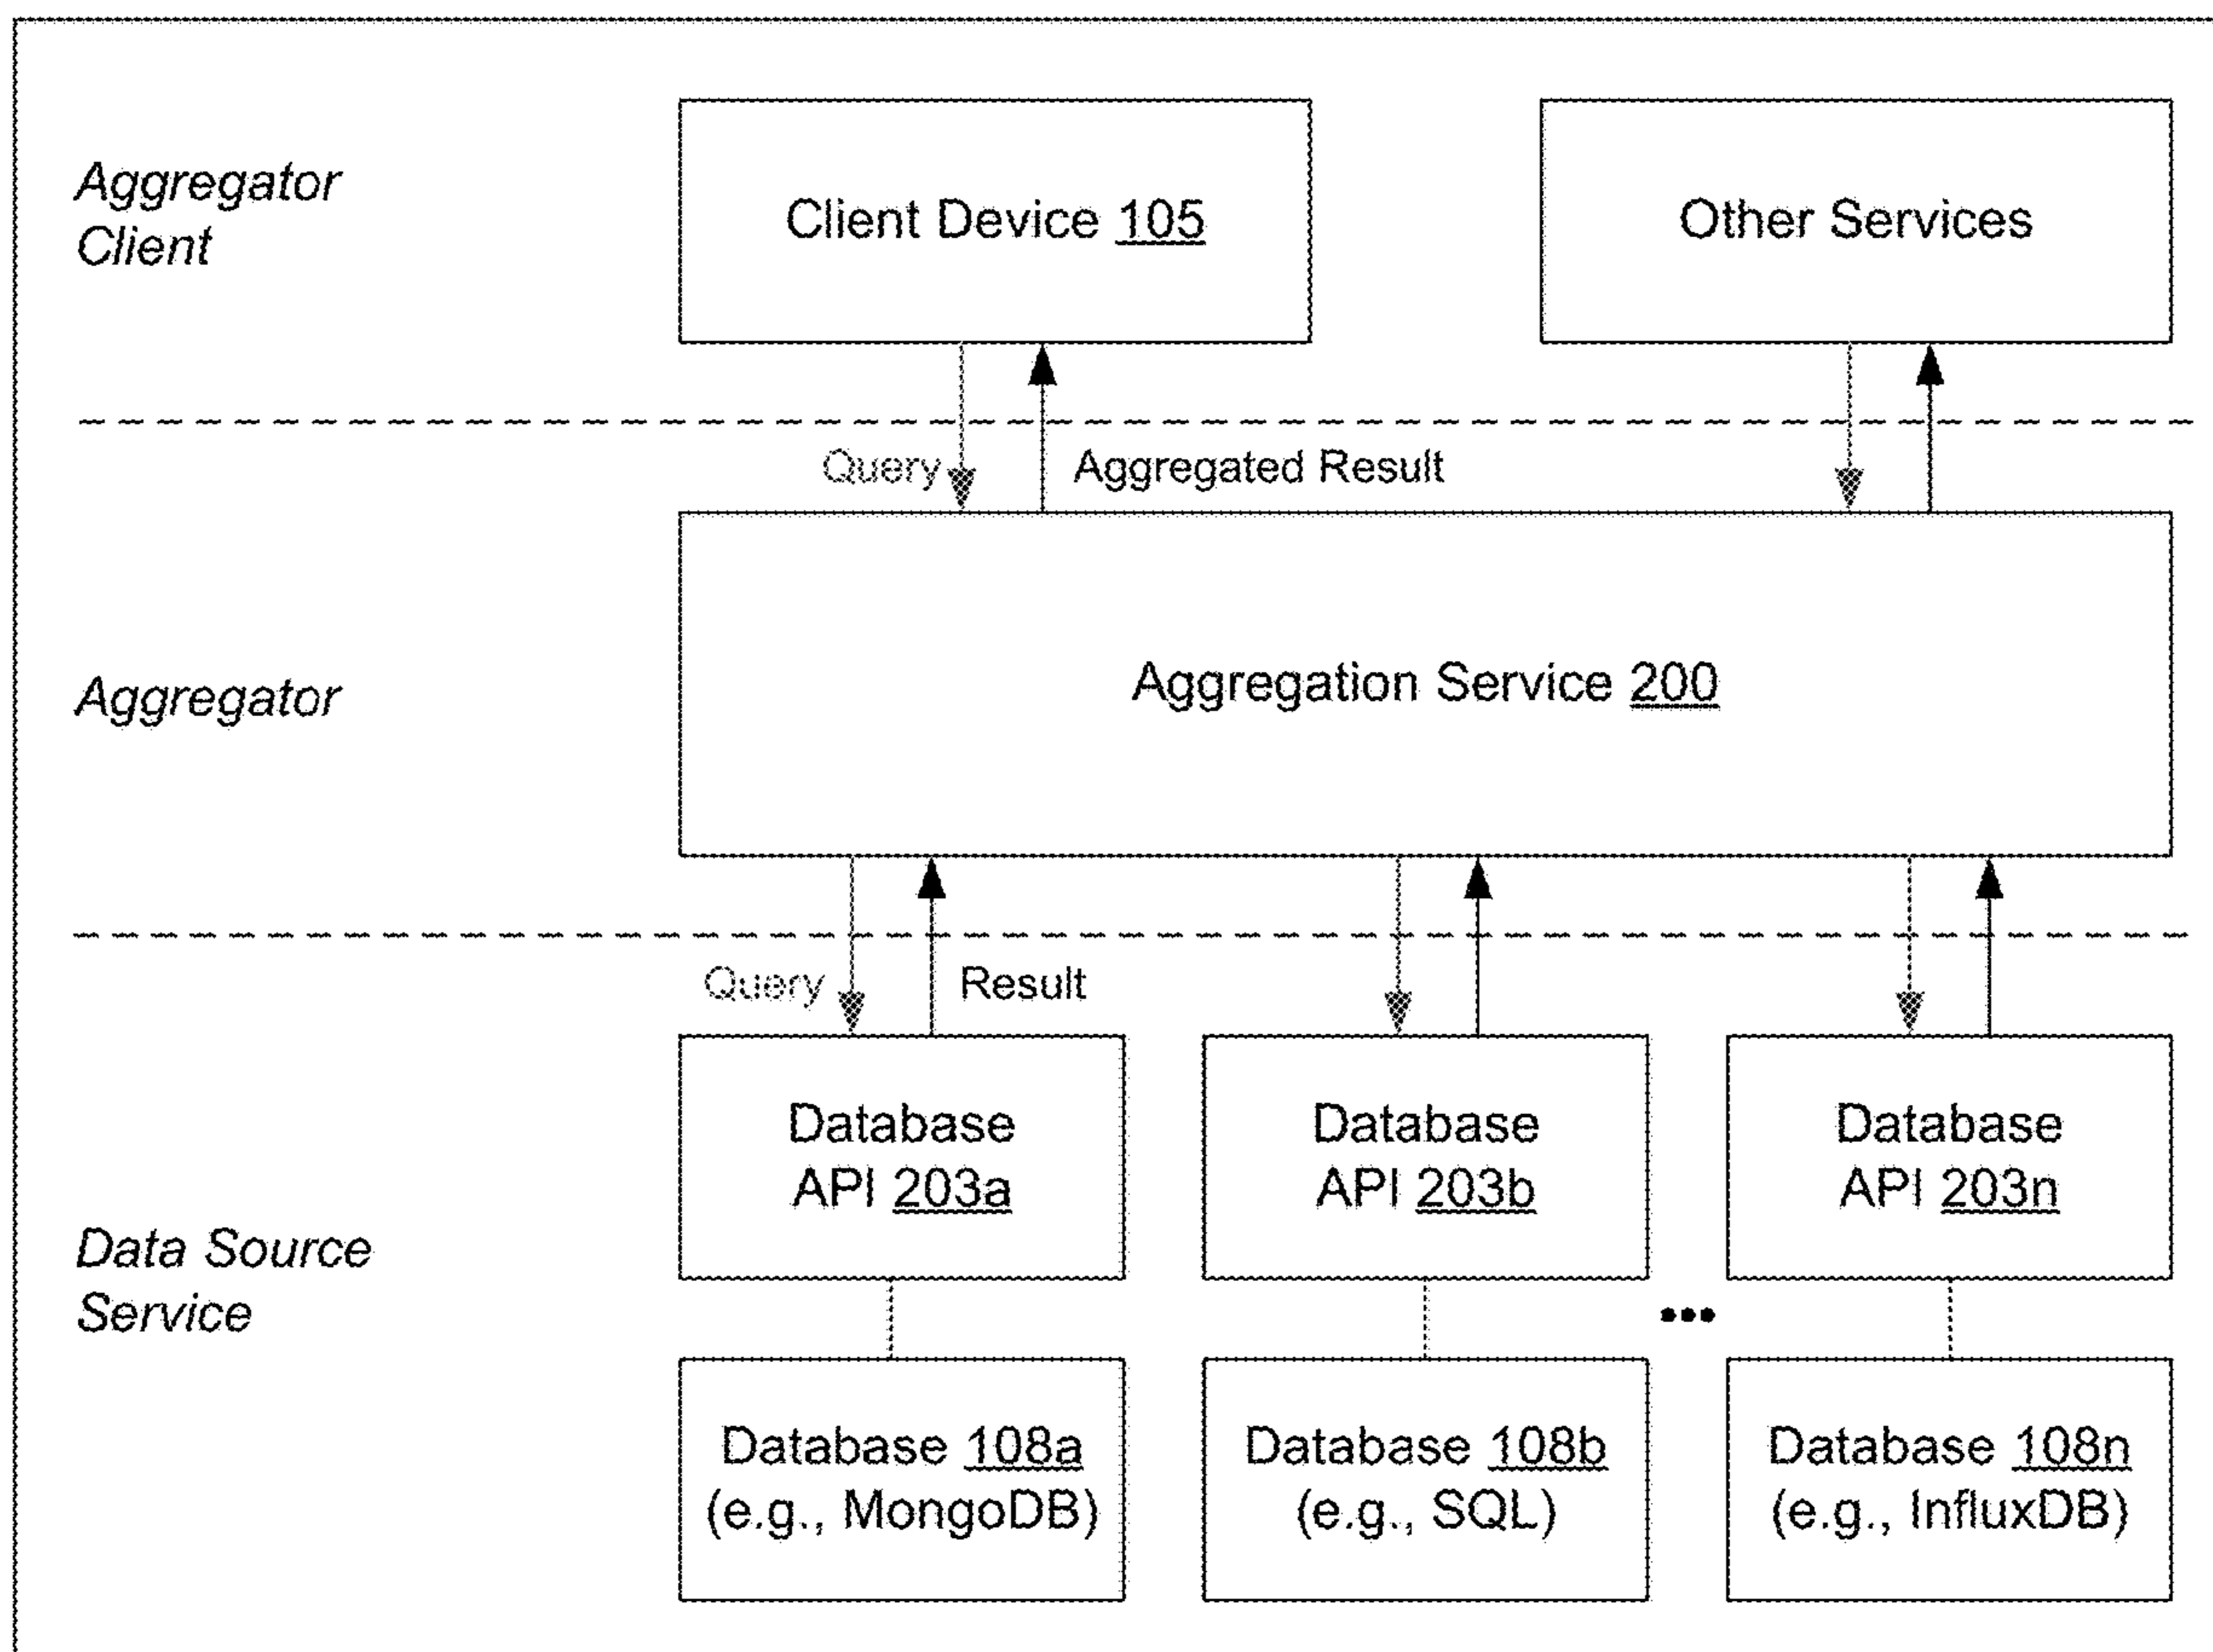 Aggregator
Client
Client Device 105
Other Services
Query
Aggregated Result
Aggregator
Aggregation Service 200
Query
Result
Data Source
Service
Database
API 203a
Database
API 203b
Database
API 203n
...
Database 108a
(e.g., MongoDB)
Database 108b
(e.g., SQL)
Database 108n
(e.g., InfluxDB)